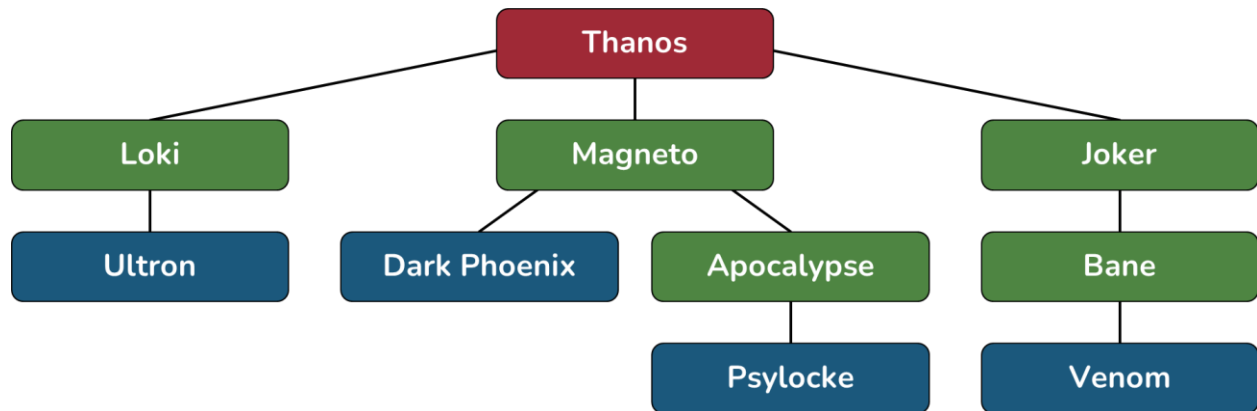 Thanos
Loki
Magneto
Joker
Ultron
Dark Phoenix
Apocalypse
Bane
Psylocke
Venom